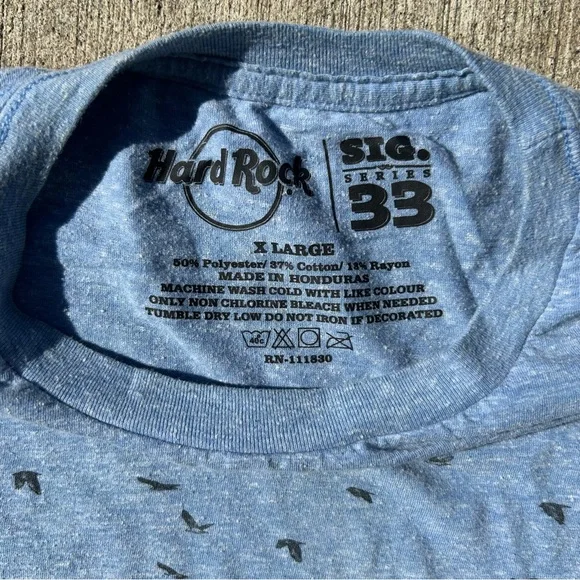 Hard Rock
SIG.
SERIES
33
X LARGE
50% Polyester/ 37% Cotton/ 13% Rayon
MADE IN HONDURAS
MACHINE WASH COLD WITH LIKE COLOUR
ONLY NON CHLORINE BLEACH WHEN NEEDED
TUMBLE DRY LOW DO NOT IRON IF DECORATED
40c
RN-111830